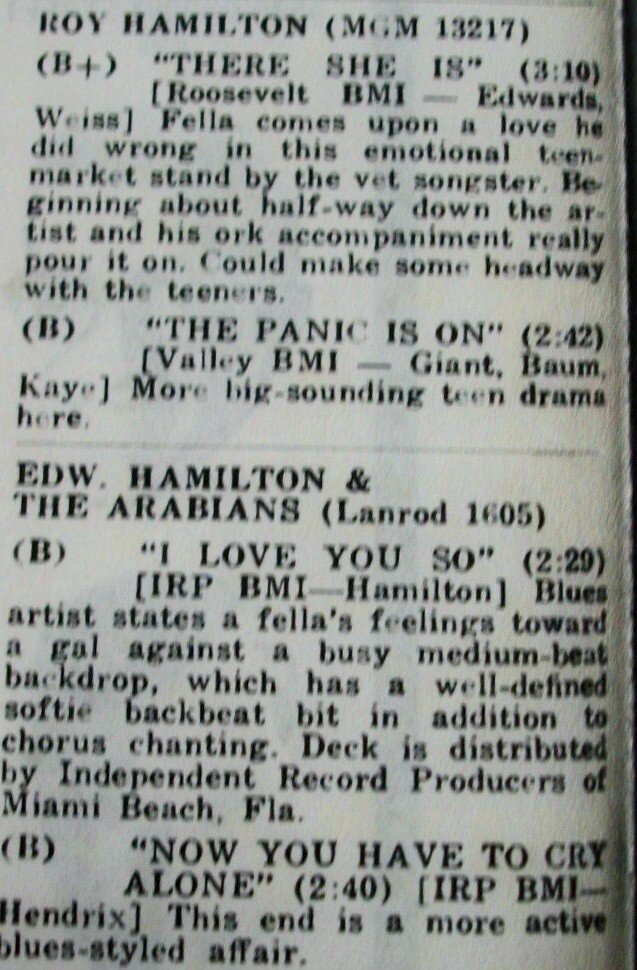 ROY HAMILTON (MGM 13217)
(B+) "THERE SHE IS" (3:10)
[Roosevelt BMI — Edwards,
Weiss] Fella comes upon a love he
did wrong in this emotional teen-
market stand by the vet songster. Be-
ginning about half-way down the ar-
tist and his ork accompaniment really
pour it on. Could make some headway
with the teeners.
(B) "THE PANIC IS ON" (2:42)
[Valley BMI — Giant, Baum,
Kaye] More big-sounding teen drama
here.
EDW. HAMILTON &
THE ARABIANS (Lanrod 1605)
(B) "I LOVE YOU SO" (2:29)
[IRP BMI—Hamilton] Blues
artist states a fella's feelings toward
a gal against a busy medium-beat
backdrop, which has a well-defined
softie backbeat bit in addition to
chorus chanting. Deck is distributed
by Independent Record Producers of
Miami Beach, Fla.
(B) "NOW YOU HAVE TO CRY
ALONE" (2:40) [IRP BMI—
Hendrix] This end is a more active
blues-styled affair.